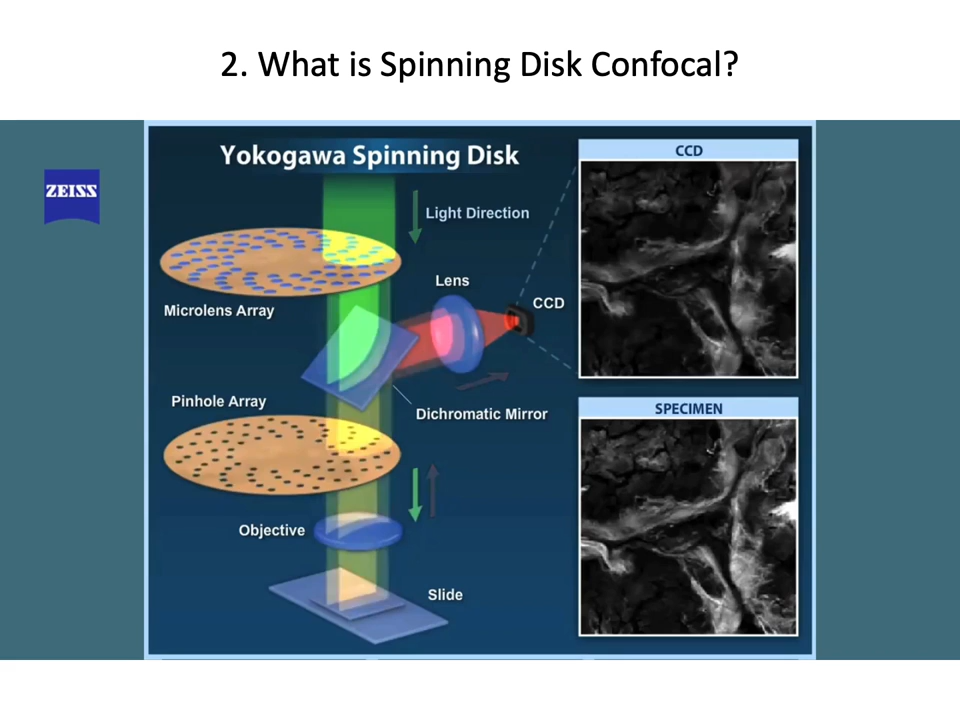 2. What is Spinning Disk Confocal?
ZEISS
Yokogawa Spinning Disk
Light Direction
Microlens Array
Lens
CCD
Dichromatic Mirror
Pinhole Array
Objective
Slide
CCD
SPECIMEN